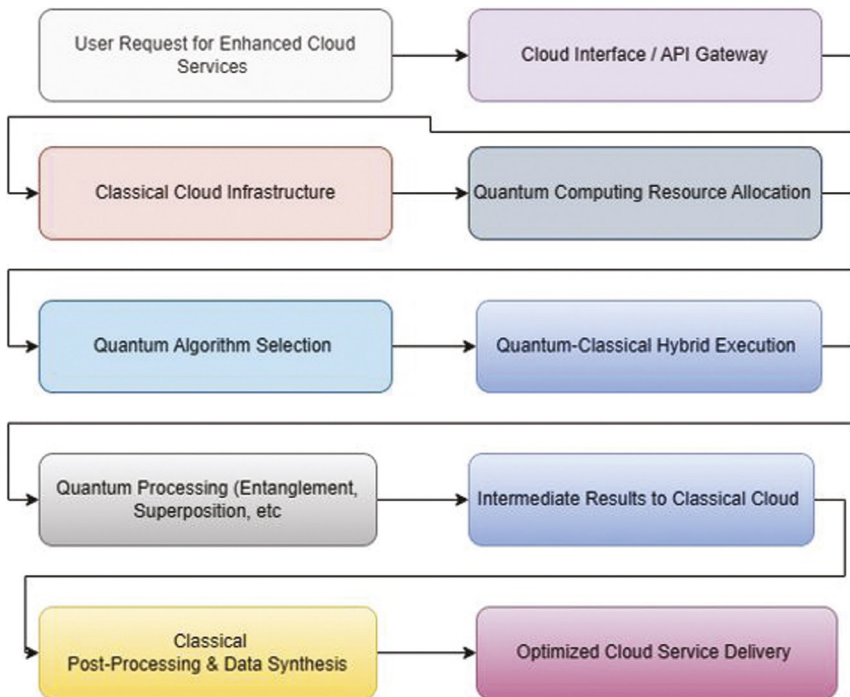 User Request for Enhanced Cloud
Services
Cloud Interface / API Gateway
Classical Cloud Infrastructure
Quantum Computing Resource Allocation
Quantum Algorithm Selection
Quantum-Classical Hybrid Execution
Quantum Processing (Entanglement,
Superposition, etc
Intermediate Results to Classical Cloud
Classical
Post-Processing & Data Synthesis
Optimized Cloud Service Delivery